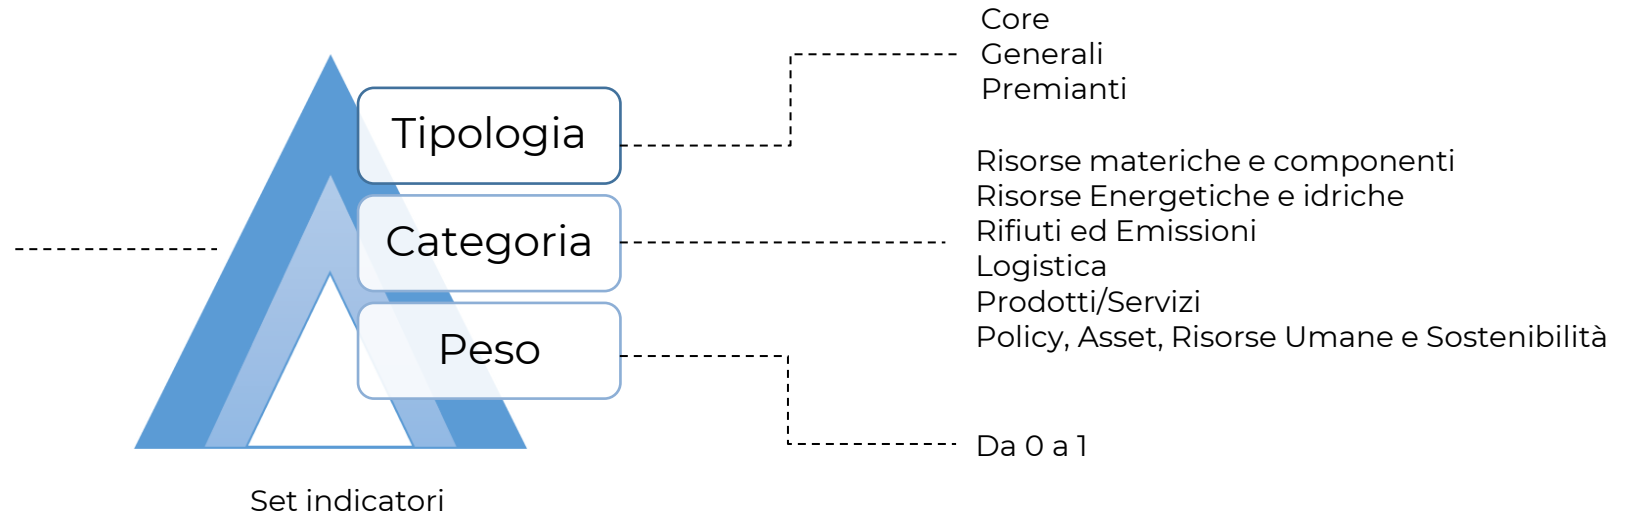 Tipologia
Core
Generali
Premianti
Categoria
Risorse materiche e componenti
Risorse Energetiche e idriche
Rifiuti ed Emissioni
Logistica
Prodotti/Servizi
Policy, Asset, Risorse Umane e Sostenibilità
Peso
Da 0 a 1
Set indicatori